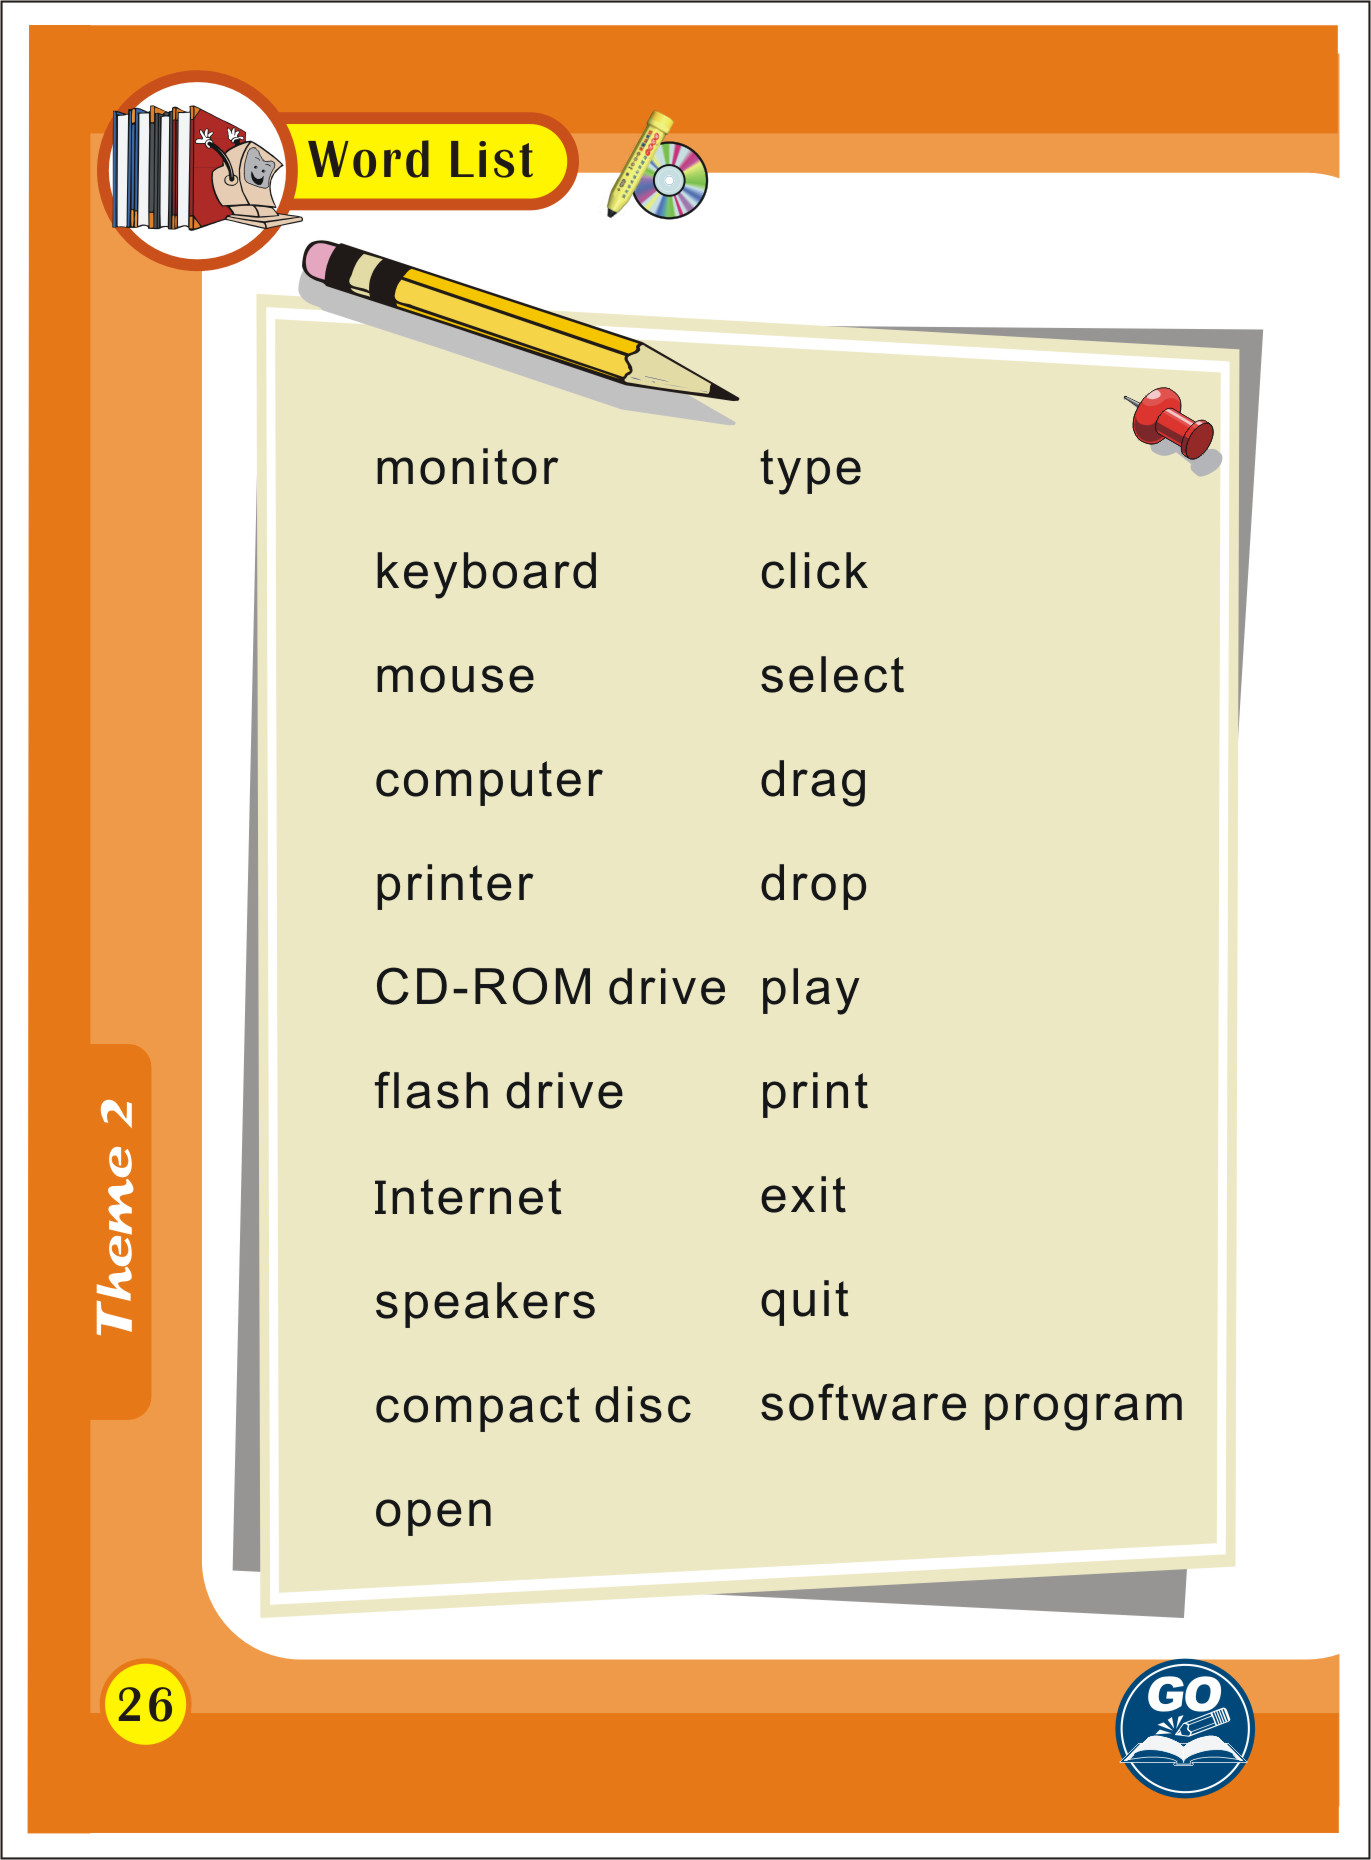 Word List
monitor
keyboard
mouse
computer
printer
CD-ROM drive
flash drive
Internet
speakers
compact disc
open
type
click
select
drag
drop
play
print
exit
quit
software program
Theme 2
26
GO